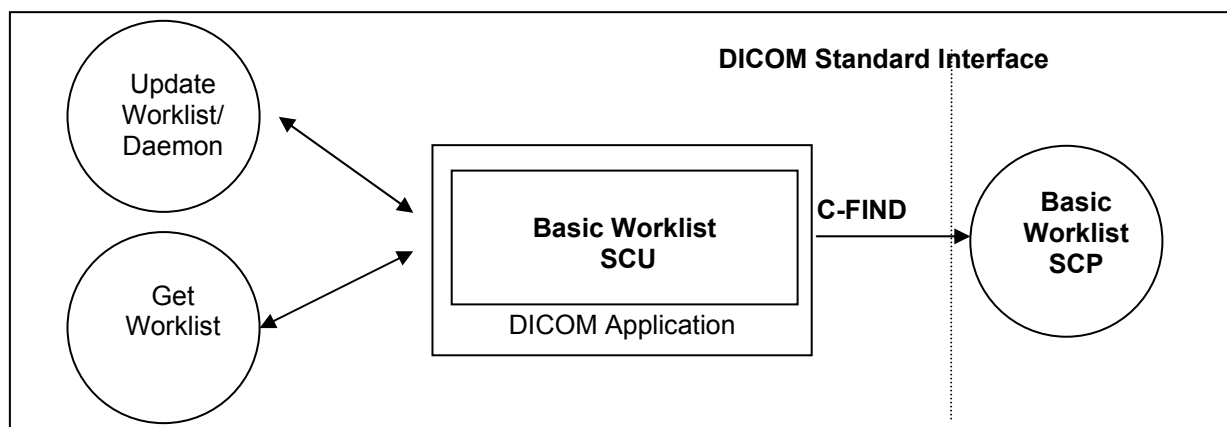 DICOM Standard Interface
Update
Worklist/
Daemon
Basic Worklist
SCU
C-FIND
Basic
Worklist
SCP
Get
Worklist
DICOM Application